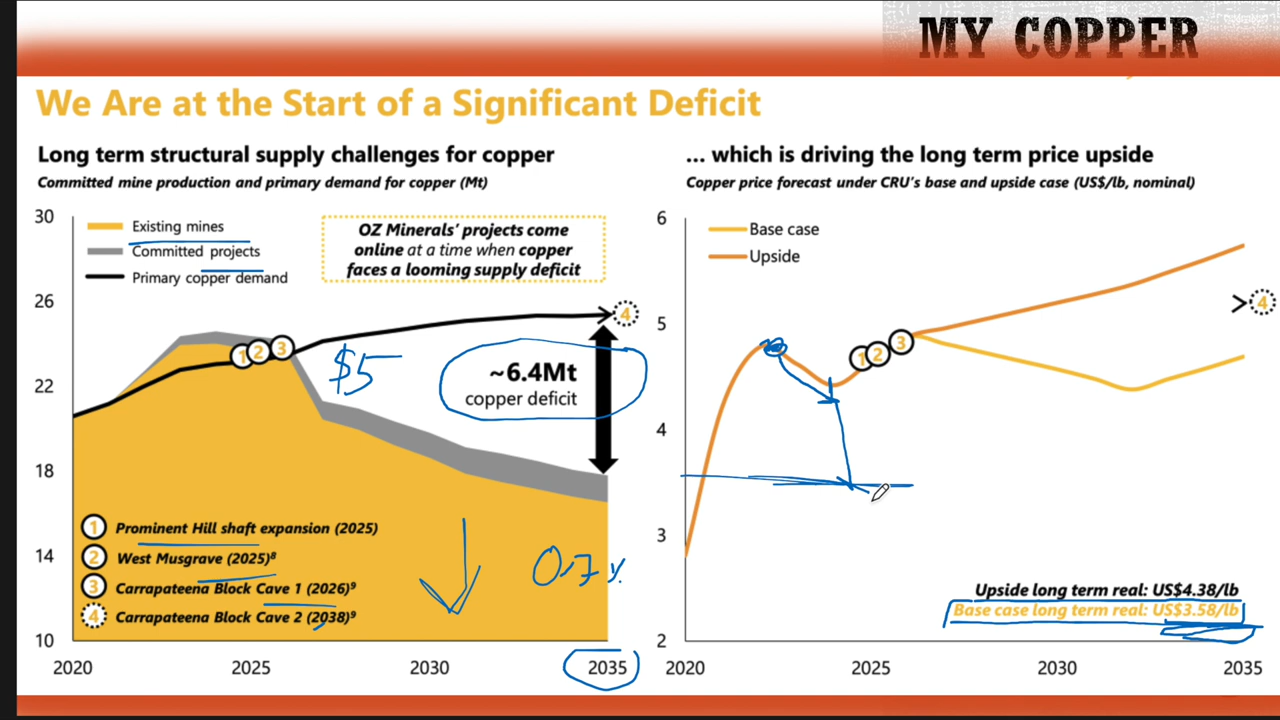 MY COPPER
We Are at the Start of a Significant Deficit
Long term structural supply challenges for copper
Committed mine production and primary demand for copper (Mt)
30
26
22
18
14
10
Existing mines
Committed projects
Primary copper demand
OZ Minerals' projects come
online at a time when copper
faces a looming supply deficit
1
2
3
4
$5
~6.4Mt
copper deficit
1 Prominent Hill shaft expansion (2025)
2 West Musgrave (2025)⁸
3 Carrapateena Block Cave 1 (2026)⁹
4 Carrapateena Block Cave 2 (2038)⁹
0.7%
2020
2025
2030
2035
... which is driving the long term price upside
Copper price forecast under CRU's base and upside case (US$/lb, nominal)
6
5
4
3
2
Base case
Upside
1
2
3
4
Upside long term real: US$4.38/lb
Base case long term real: US$3.58/lb
2020
2025
2030
2035